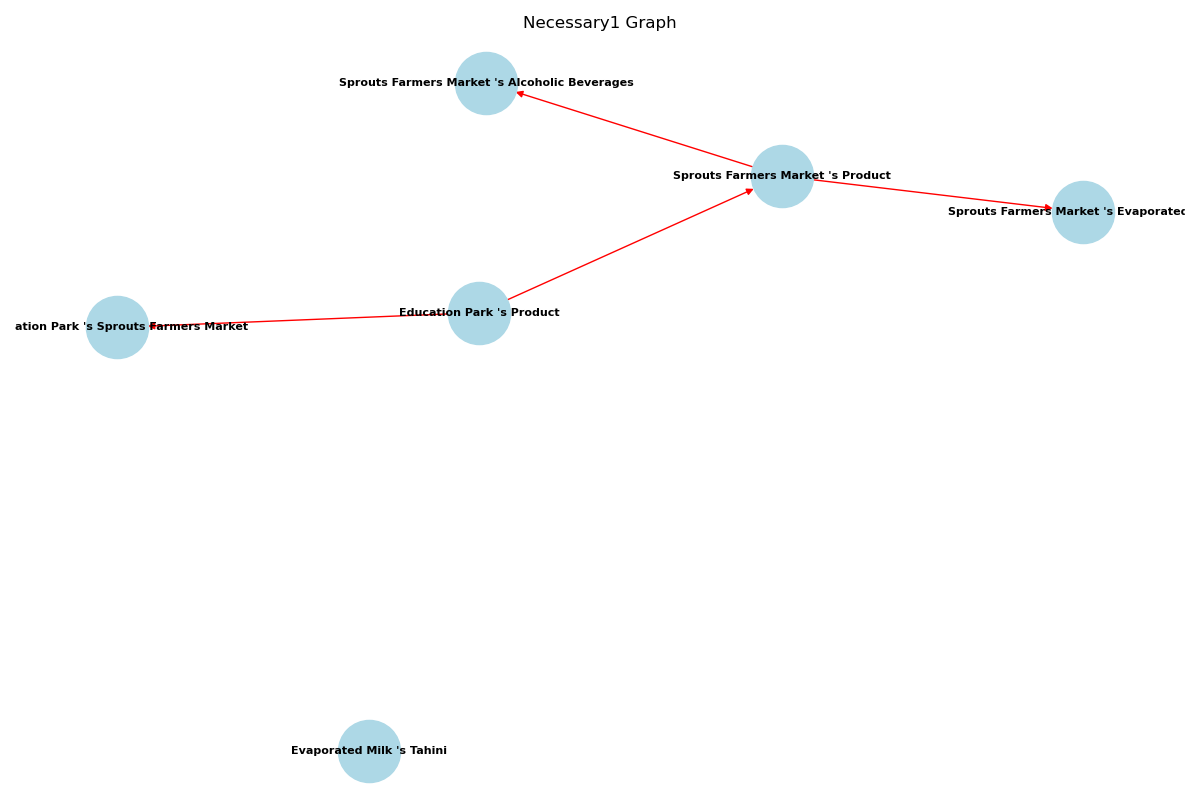 Necessary1 Graph
Sprouts Farmers Market 's Alcoholic Beverages
Sprouts Farmers Market 's Product
Sprouts Farmers Market 's Evaporated
Education Park 's Product
ation Park 's Sprouts Farmers Market
Evaporated Milk 's Tahini